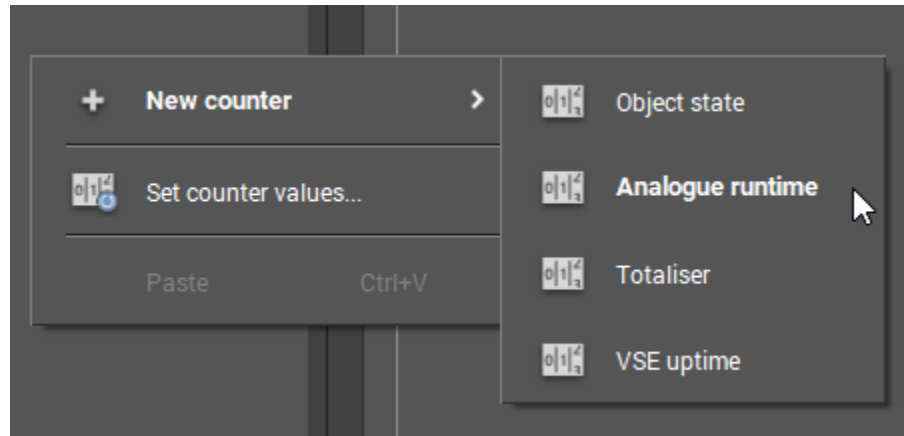 New counter
Set counter values...
Paste Ctrl+V
Object state
Analogue runtime
Totaliser
VSE uptime